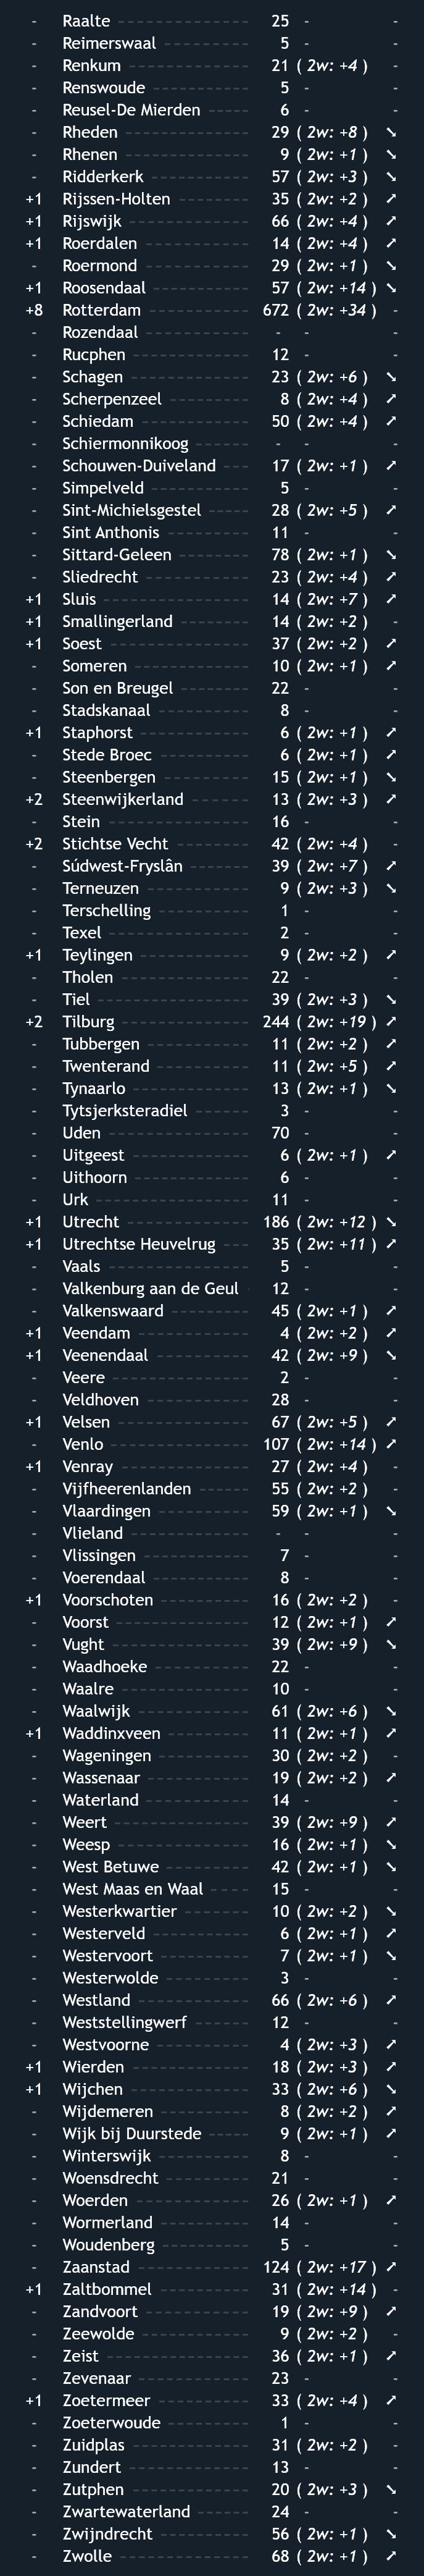 - Raalte 25 - -
- Reimerswaal 5 - -
- Renkum 21 ( 2w: +4 ) -
- Renswoude 5 - -
- Reusel-De Mierden 6 - -
- Rheden 29 ( 2w: +8 ) ➘
- Rhenen 9 ( 2w: +1 ) ➘
- Ridderkerk 57 ( 2w: +3 ) ➘
+1 Rijssen-Holten 35 ( 2w: +2 ) ➚
+1 Rijswijk 66 ( 2w: +4 ) ➚
+1 Roerdalen 14 ( 2w: +4 ) ➚
- Roermond 29 ( 2w: +1 ) ➘
+1 Roosendaal 57 ( 2w: +14 ) ➘
+8 Rotterdam 672 ( 2w: +34 ) -
- Rozendaal - - -
- Rucphen 12 - -
- Schagen 23 ( 2w: +6 ) ➘
- Scherpenzeel 8 ( 2w: +4 ) ➚
- Schiedam 50 ( 2w: +4 ) ➚
- Schiermonnikoog - - -
- Schouwen-Duiveland 17 ( 2w: +1 ) ➚
- Simpelveld 5 - -
- Sint-Michielsgestel 28 ( 2w: +5 ) ➚
- Sint Anthonis 11 - -
- Sittard-Geleen 78 ( 2w: +1 ) ➘
- Sliedrecht 23 ( 2w: +4 ) ➚
+1 Sluis 14 ( 2w: +7 ) ➚
+1 Smallingerland 14 ( 2w: +2 ) -
+1 Soest 37 ( 2w: +2 ) ➚
- Someren 10 ( 2w: +1 ) ➚
- Son en Breugel 22 - -
- Stadskanaal 8 - -
+1 Staphorst 6 ( 2w: +1 ) ➚
- Stede Broec 6 ( 2w: +1 ) ➚
- Steenbergen 15 ( 2w: +1 ) ➘
+2 Steenwijkerland 13 ( 2w: +3 ) ➚
- Stein 16 - -
+2 Stichtse Vecht 42 ( 2w: +4 ) -
- Súdwest-Fryslân 39 ( 2w: +7 ) ➚
- Terneuzen 9 ( 2w: +3 ) ➘
- Terschelling 1 - -
- Texel 2 - -
+1 Teylingen 9 ( 2w: +2 ) ➚
- Tholen 22 - -
- Tiel 39 ( 2w: +3 ) ➘
+2 Tilburg 244 ( 2w: +19 ) ➚
- Tubbergen 11 ( 2w: +2 ) ➚
- Twenterand 11 ( 2w: +5 ) ➚
- Tynaarlo 13 ( 2w: +1 ) ➘
- Tytsjerksteradiel 3 - -
- Uden 70 - -
- Uitgeest 6 ( 2w: +1 ) ➚
- Uithoorn 6 - -
- Urk 11 - -
+1 Utrecht 186 ( 2w: +12 ) ➘
+1 Utrechtse Heuvelrug 35 ( 2w: +11 ) ➚
- Vaals 5 - -
- Valkenburg aan de Geul 12 - -
- Valkenswaard 45 ( 2w: +1 ) ➚
+1 Veendam 4 ( 2w: +2 ) ➚
+1 Veenendaal 42 ( 2w: +9 ) ➘
- Veere 2 - -
- Veldhoven 28 - -
+1 Velsen 67 ( 2w: +5 ) ➚
- Venlo 107 ( 2w: +14 ) ➚
+1 Venray 27 ( 2w: +4 ) -
- Vijfheerenlanden 55 ( 2w: +2 ) -
- Vlaardingen 59 ( 2w: +1 ) ➘
- Vlieland - - -
- Vlissingen 7 - -
- Voerendaal 8 - -
+1 Voorschoten 16 ( 2w: +2 ) -
- Voorst 12 ( 2w: +1 ) ➚
- Vught 39 ( 2w: +9 ) ➘
- Waadhoeke 22 - -
- Waalre 10 - -
- Waalwijk 61 ( 2w: +6 ) ➘
+1 Waddinxveen 11 ( 2w: +1 ) ➚
- Wageningen 30 ( 2w: +2 ) -
- Wassenaar 19 ( 2w: +2 ) ➚
- Waterland 14 - -
- Weert 39 ( 2w: +9 ) ➚
- Weesp 16 ( 2w: +1 ) ➘
- West Betuwe 42 ( 2w: +1 ) ➘
- West Maas en Waal 15 - -
- Westerkwartier 10 ( 2w: +2 ) ➘
- Westerveld 6 ( 2w: +1 ) ➚
- Westervoort 7 ( 2w: +1 ) ➘
- Westerwolde 3 - -
- Westland 66 ( 2w: +6 ) ➚
- Weststellingwerf 12 - -
- Westvoorne 4 ( 2w: +3 ) ➚
+1 Wierden 18 ( 2w: +3 ) ➚
+1 Wijchen 33 ( 2w: +6 ) ➘
- Wijdemeren 8 ( 2w: +2 ) ➚
- Wijk bij Duurstede 9 ( 2w: +1 ) ➚
- Winterswijk 8 - -
- Woensdrecht 21 - -
- Woerden 26 ( 2w: +1 ) ➚
- Wormerland 14 - -
- Woudenberg 5 - -
- Zaanstad 124 ( 2w: +17 ) ➚
+1 Zaltbommel 31 ( 2w: +14 ) -
- Zandvoort 19 ( 2w: +9 ) ➚
- Zeewolde 9 ( 2w: +2 ) -
- Zeist 36 ( 2w: +1 ) ➚
- Zevenaar 23 - -
+1 Zoetermeer 33 ( 2w: +4 ) ➚
- Zoeterwoude 1 - -
- Zuidplas 31 ( 2w: +2 ) -
- Zundert 13 - -
- Zutphen 20 ( 2w: +3 ) ➘
- Zwartewaterland 24 - -
- Zwijndrecht 56 ( 2w: +1 ) ➘
- Zwolle 68 ( 2w: +1 ) ➚